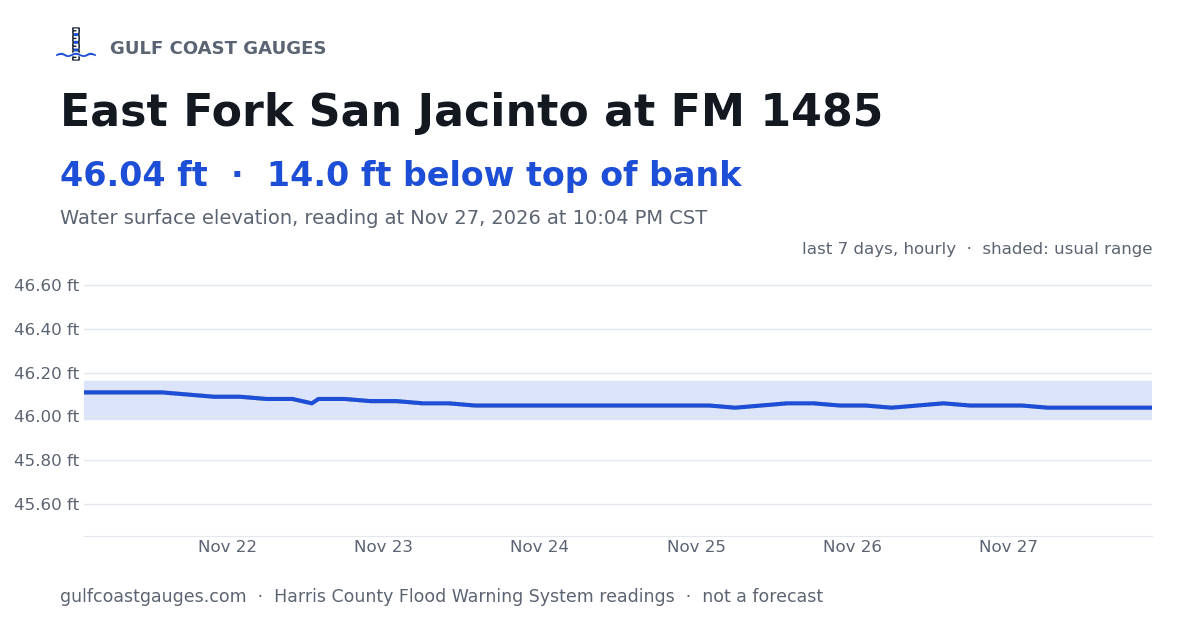 GULF COAST GAUGES
East Fork San Jacinto at FM 1485
46.04 ft · 14.0 ft below top of bank
Water surface elevation, reading at Nov 27, 2026 at 10:04 PM CST
last 7 days, hourly · shaded: usual range
46.60 ft
46.40 ft
46.20 ft
46.00 ft
45.80 ft
45.60 ft
Nov 22 Nov 23 Nov 24 Nov 25 Nov 26 Nov 27
gulfcoastgauges.com · Harris County Flood Warning System readings · not a forecast